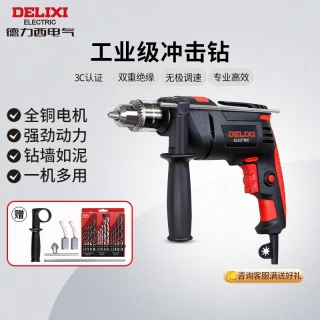 DELIXI
ELECTRIC
德力西电气
工业级冲击钻
3C认证 双重绝缘 无极调速 专业高效
全铜电机
强劲动力
钻墙如泥
一机多用
DELIXI
ELECTRIC
赠
咨询客服满送好礼